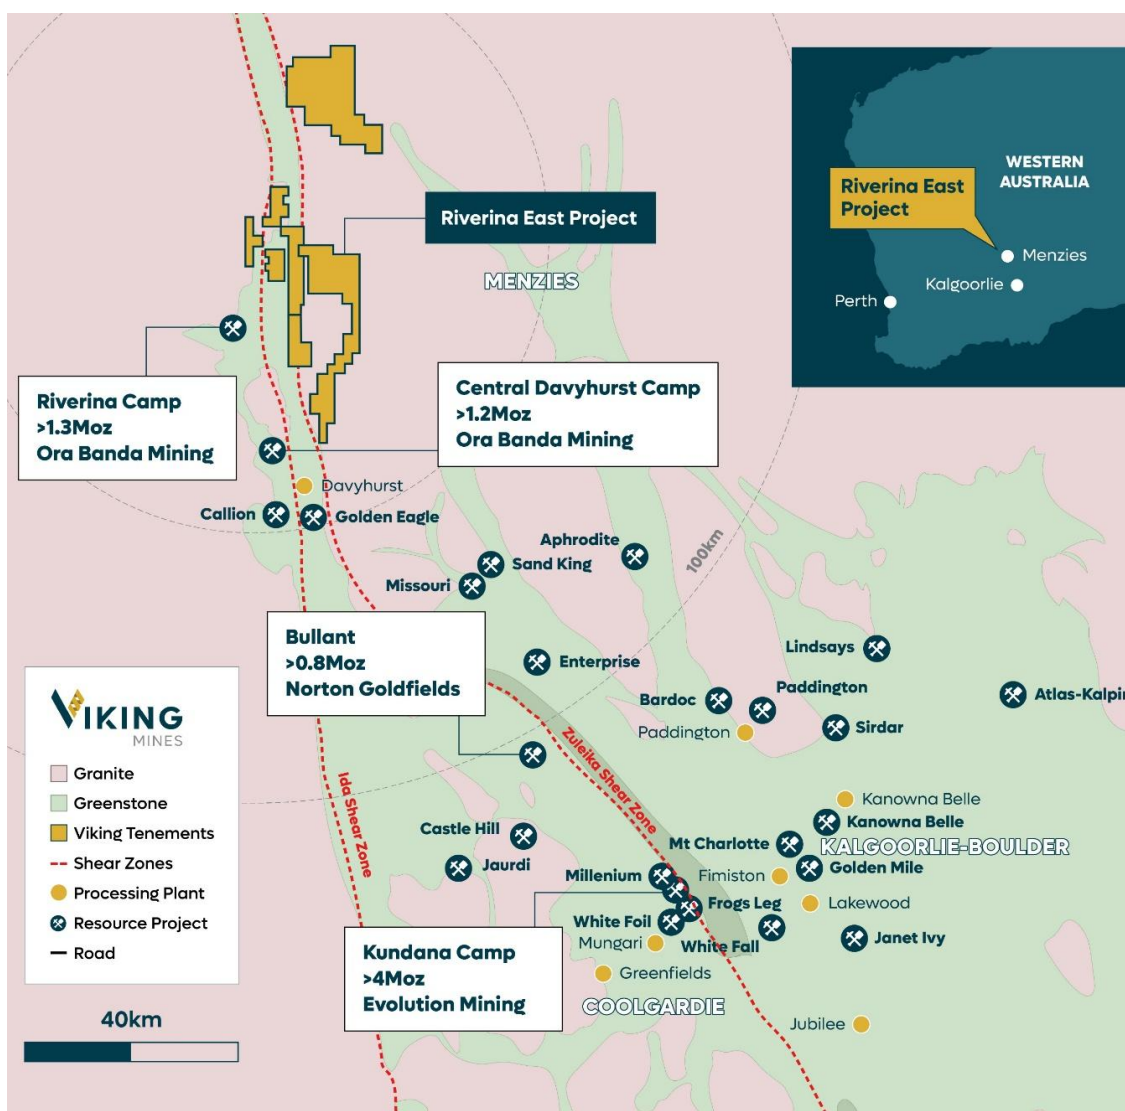 WESTERN
AUSTRALIA
Riverina East
Project
Menzies
Kalgoorlie
Perth
Riverina East Project
MENZIES
Riverina Camp
>1.3Moz
Ora Banda Mining
Central Davyhurst Camp
>1.2Moz
Ora Banda Mining
Davyhurst
Callion
Golden Eagle
Aphrodite
Sand King
Missouri
100km
Bullant
>0.8Moz
Norton Goldfields
Enterprise
Lindsays
Bardoc
Paddington
Paddington
Sirdar
Atlas-Kalpin
Zuleika Shear Zone
Ida Shear Zone
Castle Hill
Jaurdi
Kanowna Belle
Kanowna Belle
Mt Charlotte
KALGOORLIE-BOULDER
Millenium
Fimiston
Golden Mile
Frogs Leg
Lakewood
White Foil
White Fall
Janet Ivy
Mungari
Greenfields
COOLGARDIE
Jubilee
Kundana Camp
>4Moz
Evolution Mining
VIKING
MINES
Granite
Greenstone
Viking Tenements
Shear Zones
Processing Plant
Resource Project
Road
40km